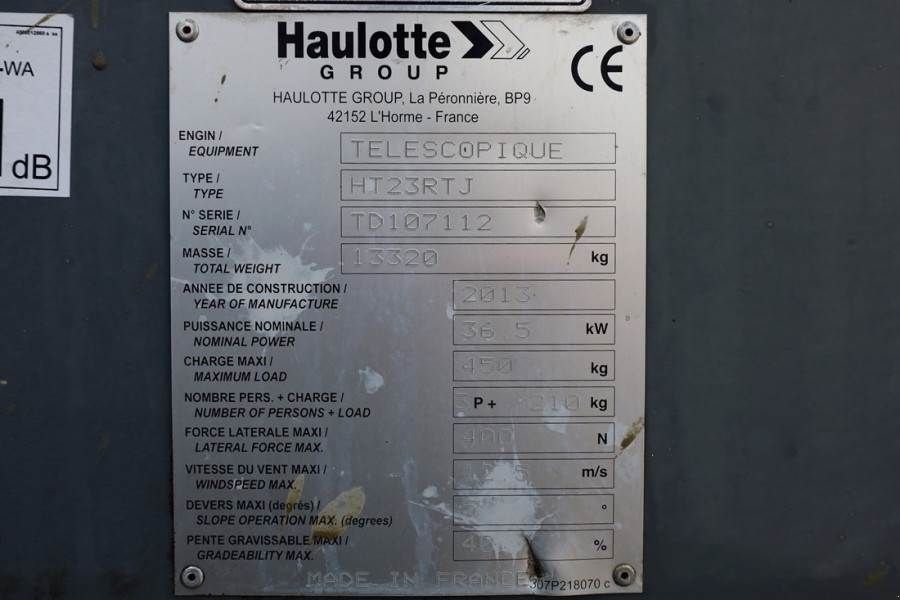 -WA
dB
Haulotte
GROUP
CE
HAULOTTE GROUP, La Péronnière, BP9
42152 L'Horme - France
ENGIN /
EQUIPMENT
TELESCOPIQUE
TYPE /
TYPE
HT23RTJ
N° SERIE /
SERIAL N°
TD107112
MASSE /
TOTAL WEIGHT
13320 kg
ANNEE DE CONSTRUCTION /
YEAR OF MANUFACTURE
2013
PUISSANCE NOMINALE /
NOMINAL POWER
36.5 kW
CHARGE MAXI /
MAXIMUM LOAD
450 kg
NOMBRE PERS. + CHARGE /
NUMBER OF PERSONS + LOAD
P + 210 kg
FORCE LATERALE MAXI /
LATERAL FORCE MAX.
400 N
VITESSE DU VENT MAXI /
WINDSPEED MAX.
m/s
DEVERS MAXI (degrés) /
SLOPE OPERATION MAX. (degrees)
°
PENTE GRAVISSABLE MAXI /
GRADEABILITY MAX.
%
MADE IN FRANCE
307P218070 c